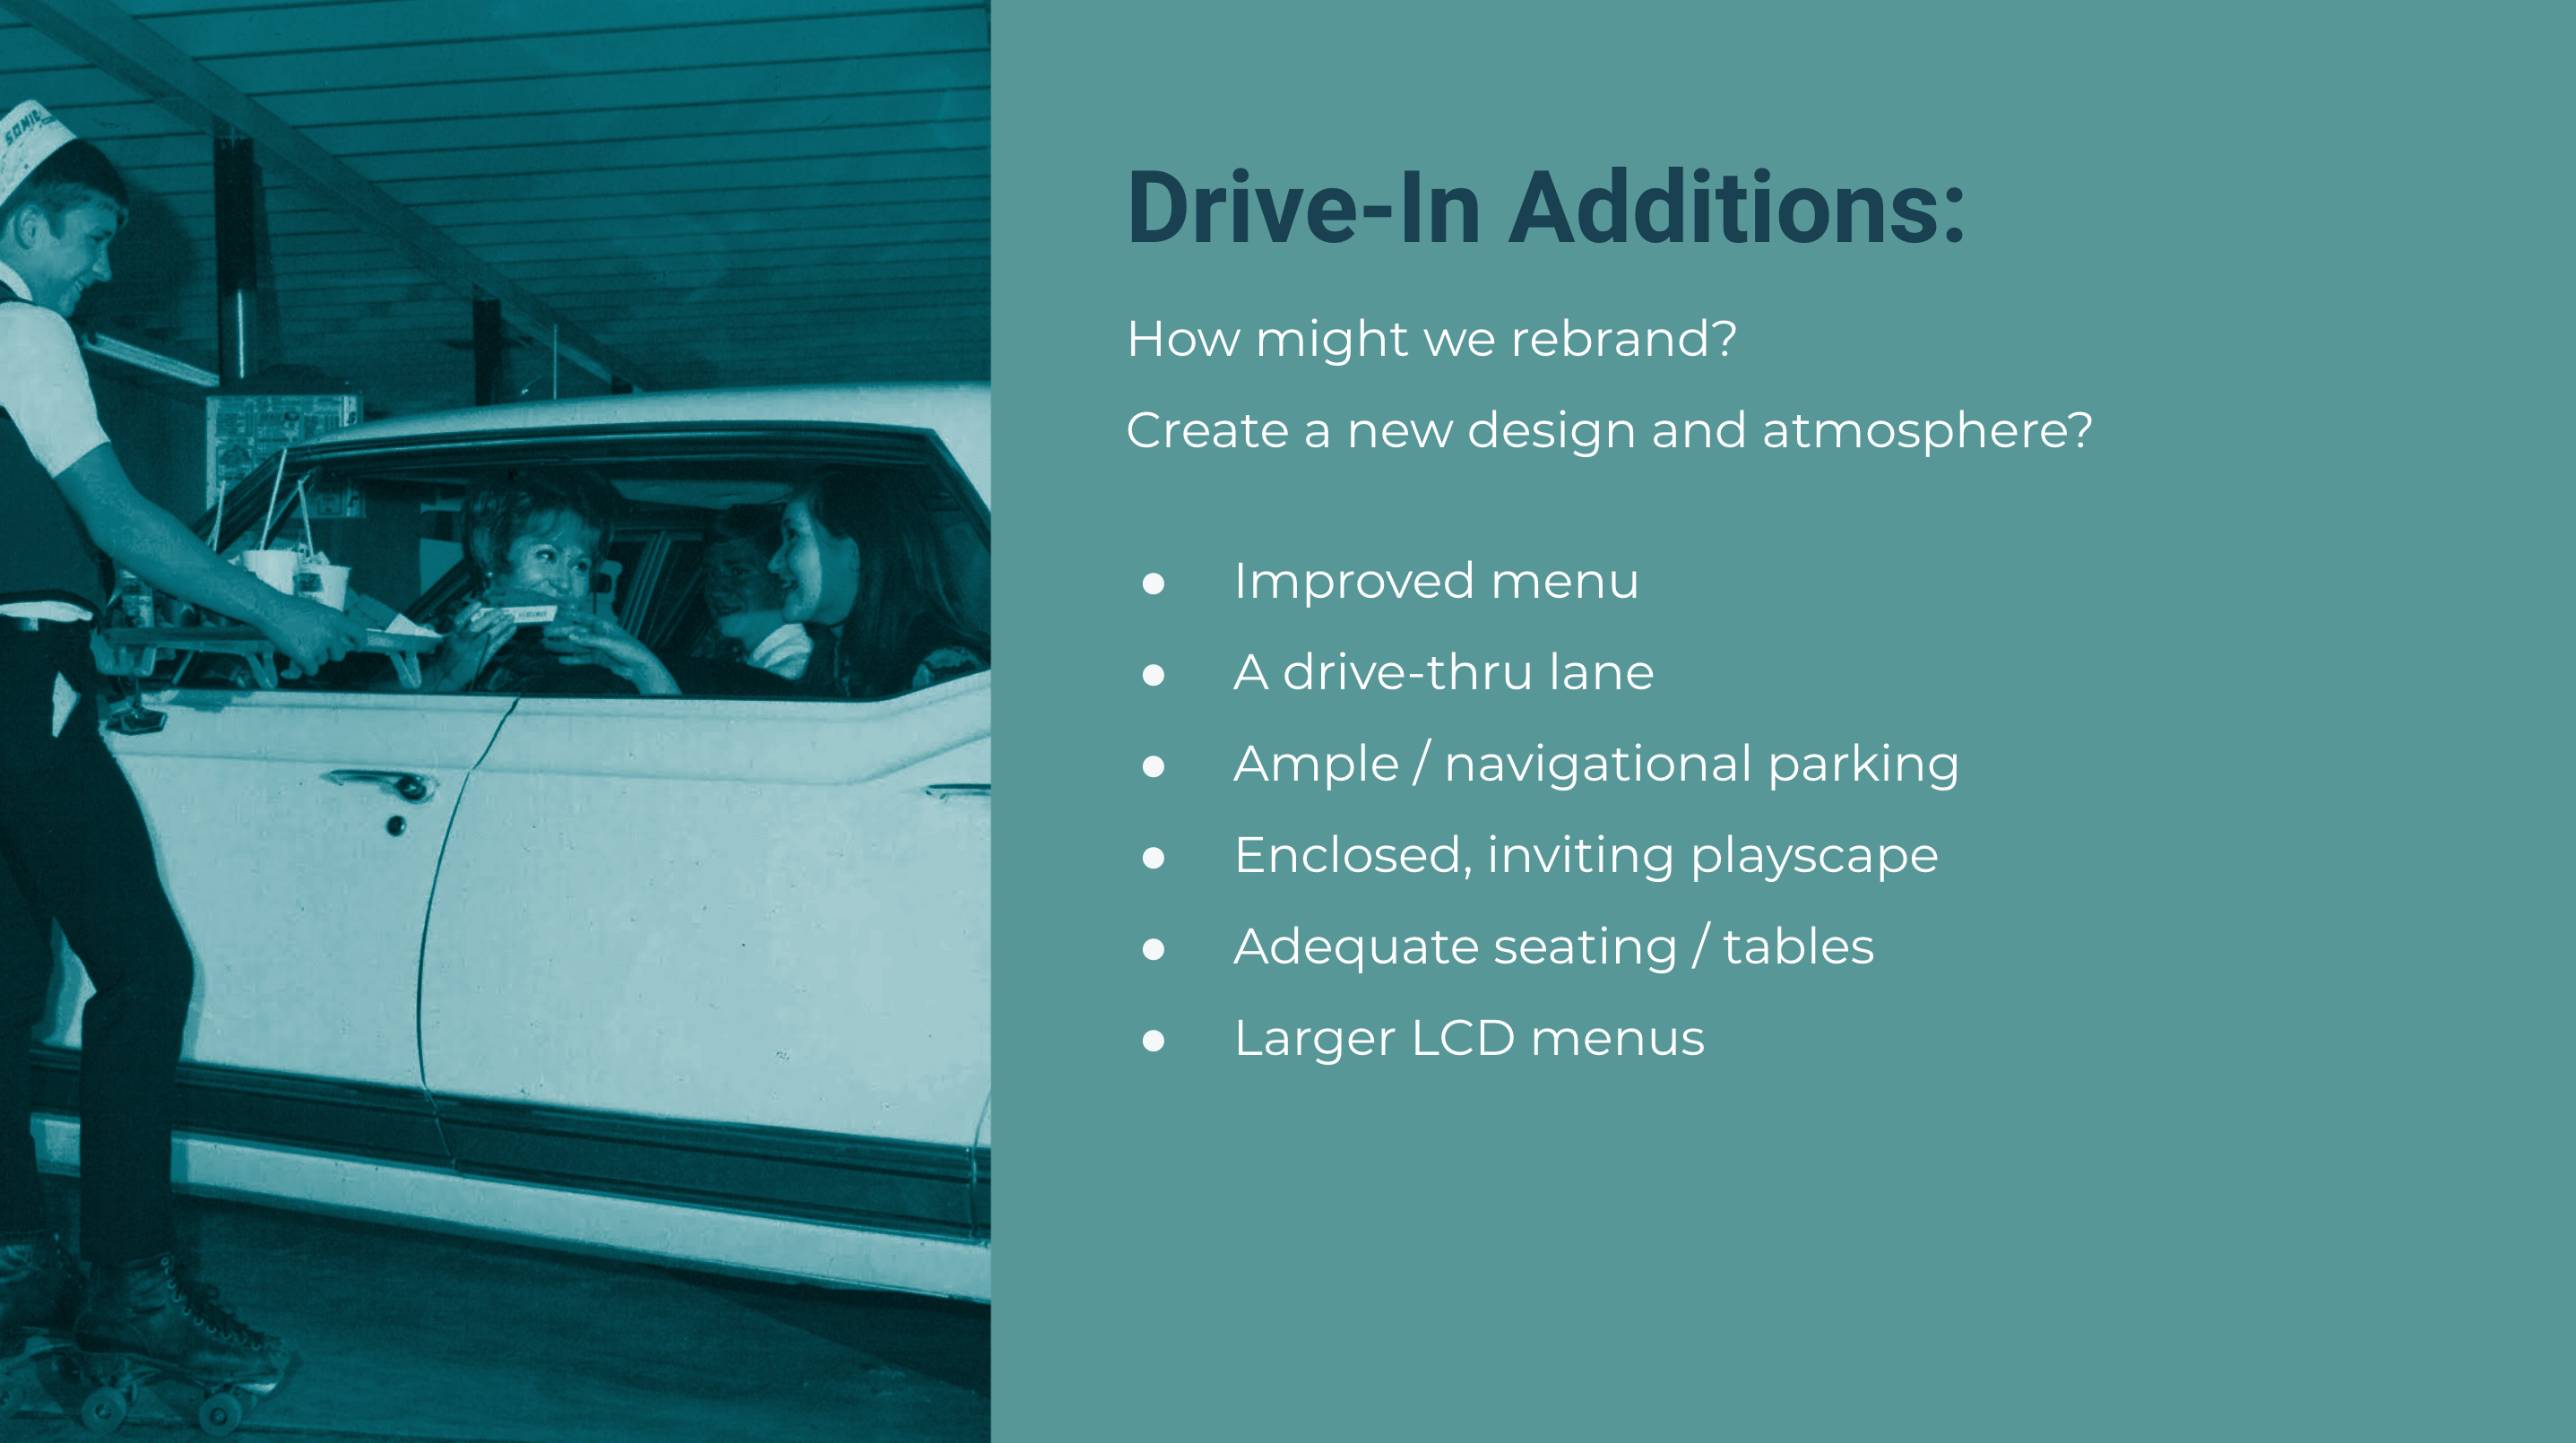 SONIC
Drive-In Additions:
How might we rebrand?
Create a new design and atmosphere?
● Improved menu
● A drive-thru lane
● Ample / navigational parking
● Enclosed, inviting playscape
● Adequate seating / tables
● Larger LCD menus